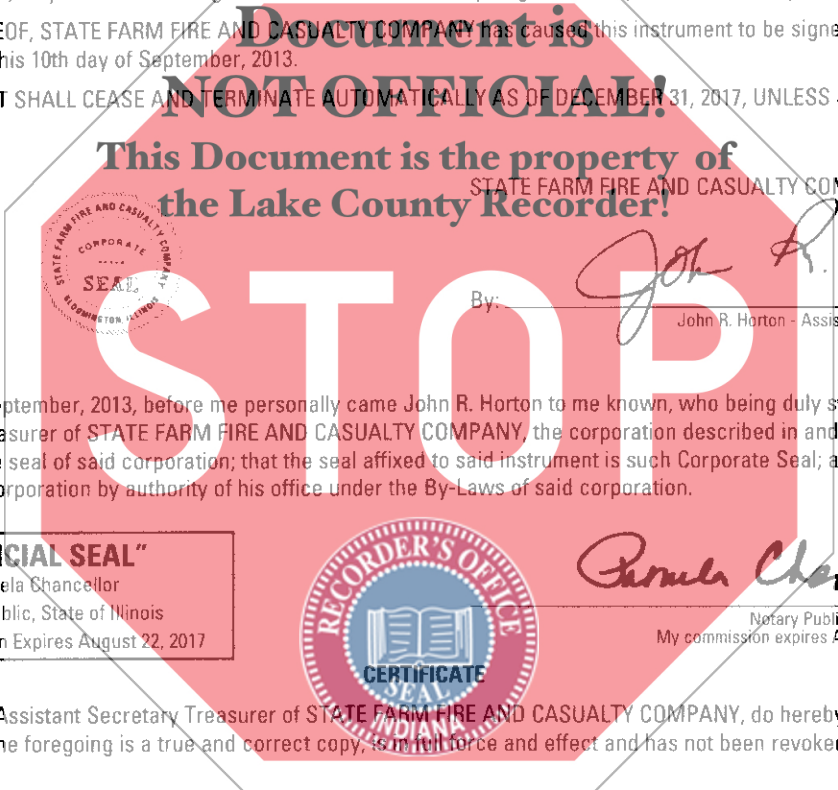 Document is
EOF, STATE FARM FIRE AND CASUALTY COMPANY has caused this instrument to be signe
his 10th day of September, 2013.
NOT OFFICIAL!
T SHALL CEASE AND TERMINATE AUTOMATICALLY AS OF DECEMBER 31, 2017, UNLESS
This Document is the property of
the Lake County Recorder!
STATE FARM FIRE AND CASUALTY CO
STATE FARM FIRE AND CASUALTY COMPANY
CORPORATE
SEAL
BLOOMINGTON, ILLINOIS
STOP
By:
Joh R.
John R. Horton - Assis
ptember, 2013, before me personally came John R. Horton to me known, who being duly s
asurer of STATE FARM FIRE AND CASUALTY COMPANY, the corporation described in and
seal of said corporation; that the seal affixed to said instrument is such Corporate Seal; a
orporation by authority of his office under the By-Laws of said corporation.
CIAL SEAL"
ela Chancellor
blic, State of Illinois
n Expires August 22, 2017
Pamela Cha
Notary Publi
My commission expires A
RECORDER'S OFFICE
SEAL
INDIANA
CERTIFICATE
Assistant Secretary Treasurer of STATE FARM FIRE AND CASUALTY COMPANY, do hereby
he foregoing is a true and correct copy, is in full force and effect and has not been revoke